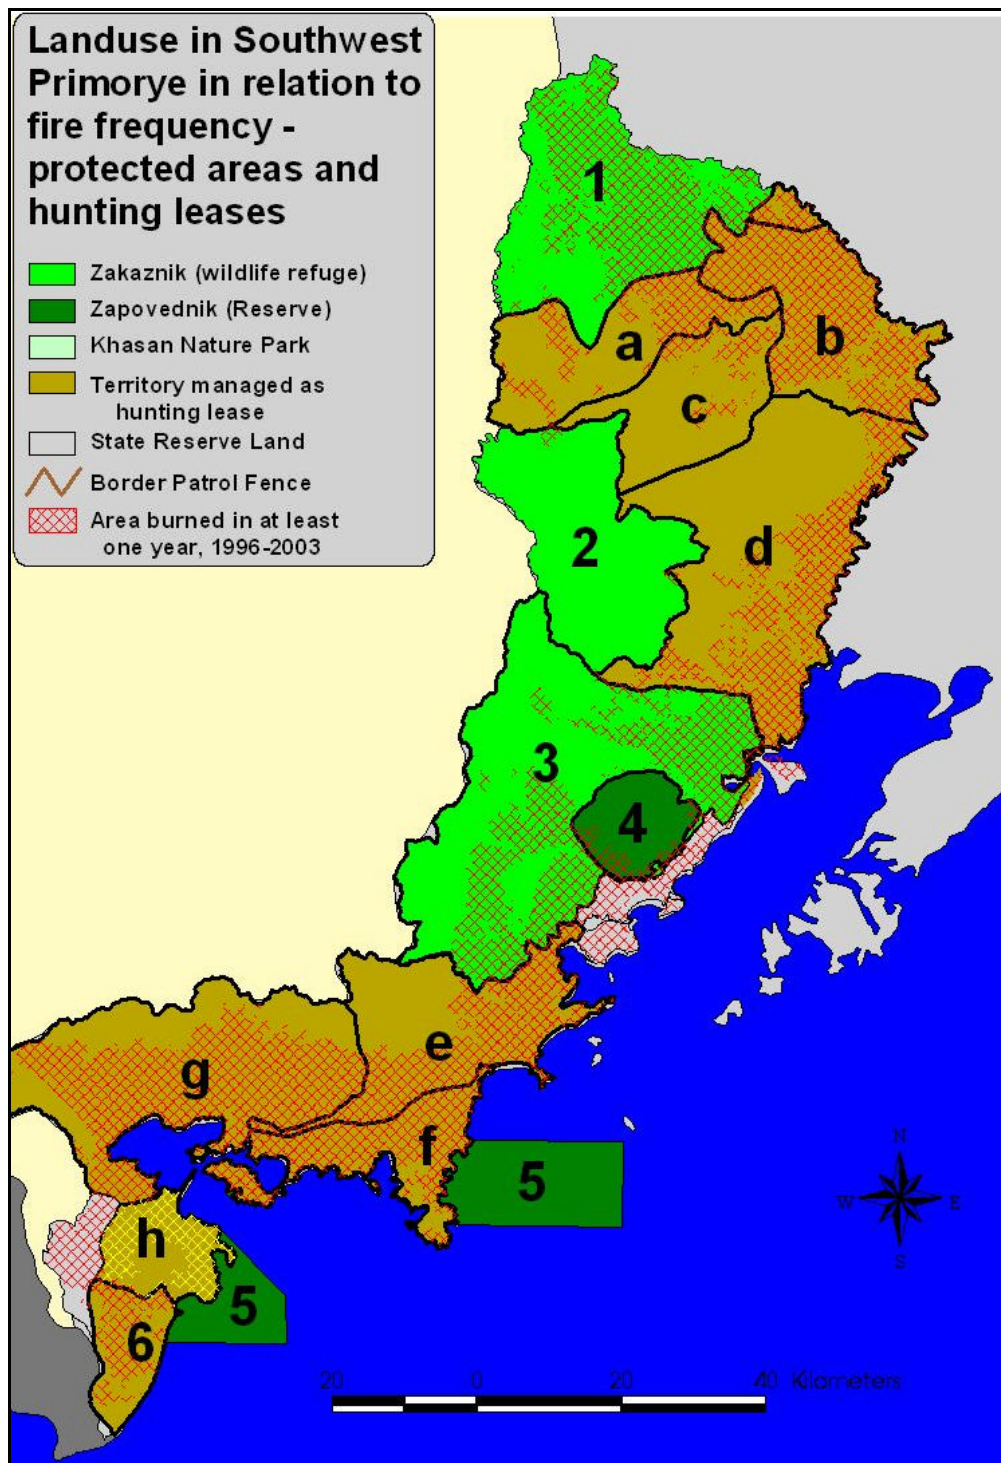 Landuse in Southwest
Primorye in relation to
fire frequency -
protected areas and
hunting leases
Zakaznik (wildlife refuge)
Zapovednik (Reserve)
Khasan Nature Park
Territory managed as
hunting lease
State Reserve Land
Border Patrol Fence
Area burned in at least
one year, 1996-2003
1
a
b
c
2
d
3
4
e
g
f
5
h
5
6
N
W
E
S
20 0 20 40 Kilometers